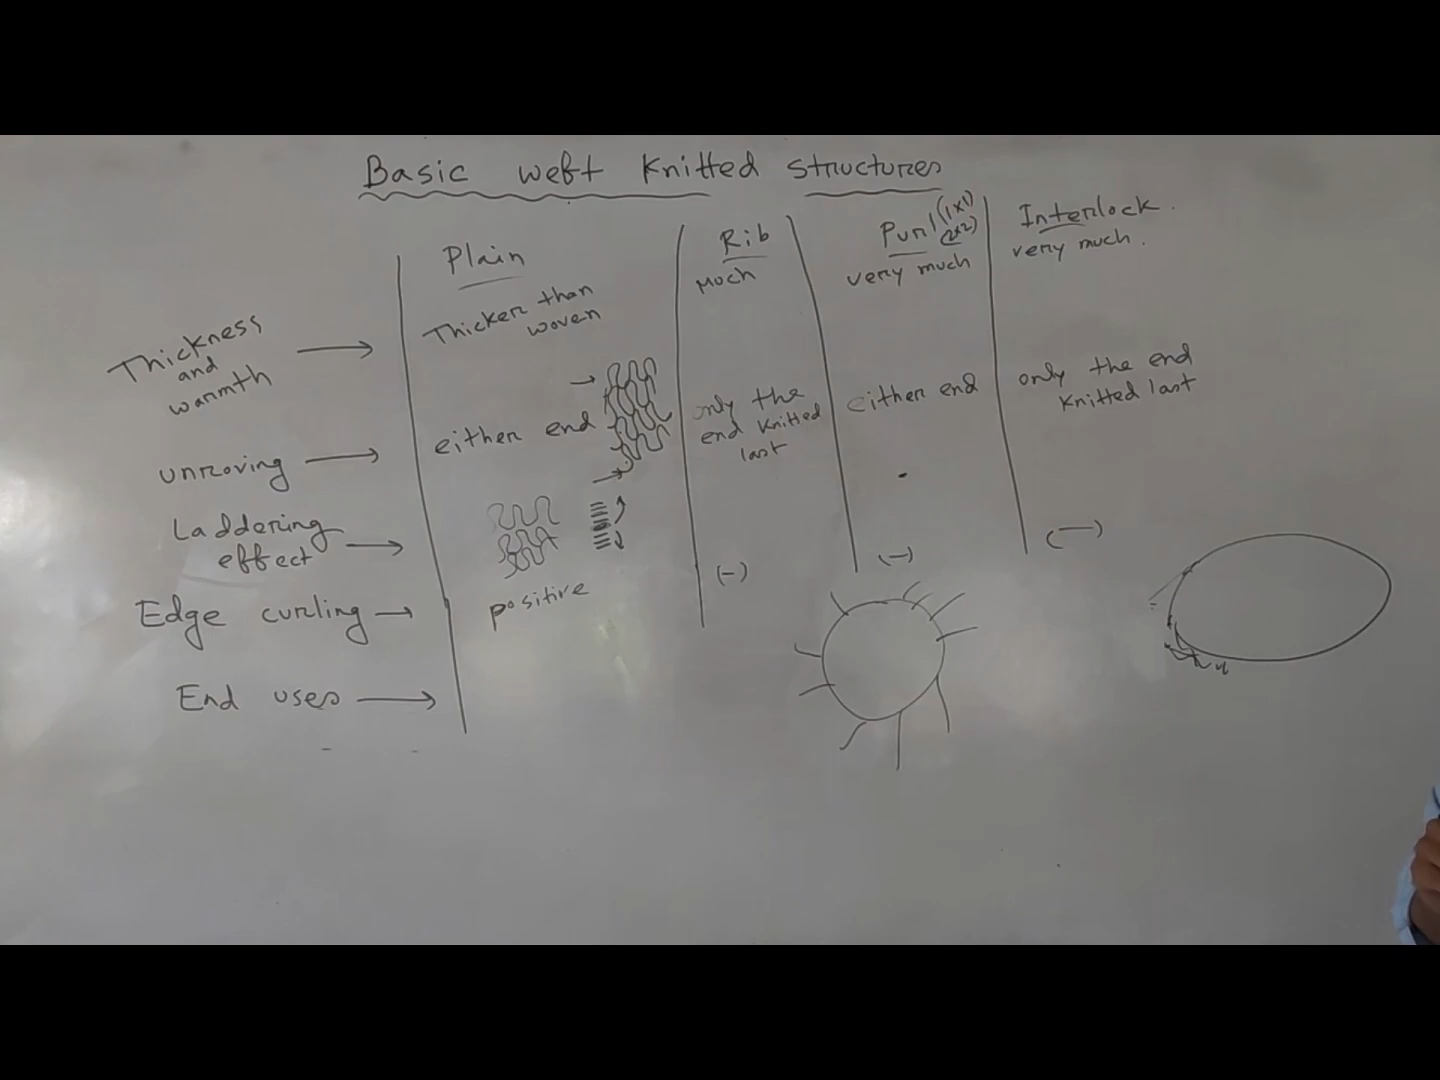 Basic weft knitted structures
Plain
Rib
Purl (1x1)
(2x2)
Interlock
Thickness
and
warmth
Thicker than
woven
Much
very much
very much.
unroving
either end
only the
end knitted
last
either end
only the end
knitted last
Laddering
effect
Edge curling
positive
(-)
(-)
(-)
End uses